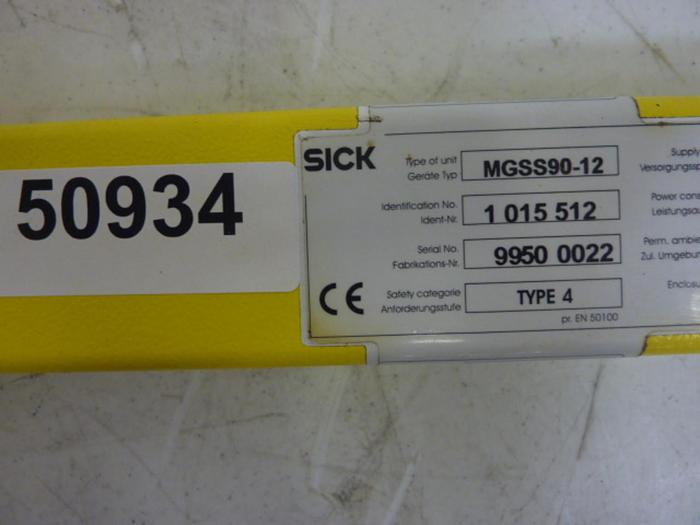 50934
SICK
Type of unit MGSS90-12
Geräte Typ
Identification No. 1 015 512
Ident-Nr.
Serial No. 9950 0022
Fabrikations-Nr.
CE
Safety categorie TYPE 4
Anforderungsstufe
pr. EN 50100
Supply
Versorgungssp
Power cons
Leistungsau
Perm. ambie
Zul. Umgebun
Enclosu